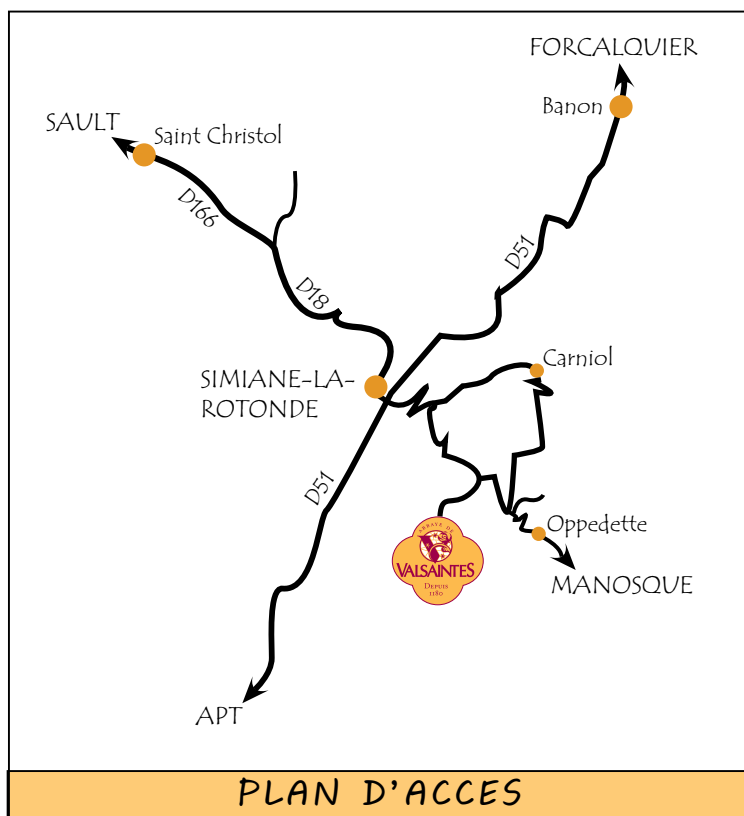 FORCALQUIER
Banon
SAULT
Saint Christol
D166
D51
D18
Carniol
SIMIANE-LA-
ROTONDE
D51
ABBAYE DE
VALSAINTES
DEPUIS
1180
Oppedette
MANOSQUE
APT
PLAN D'ACCES